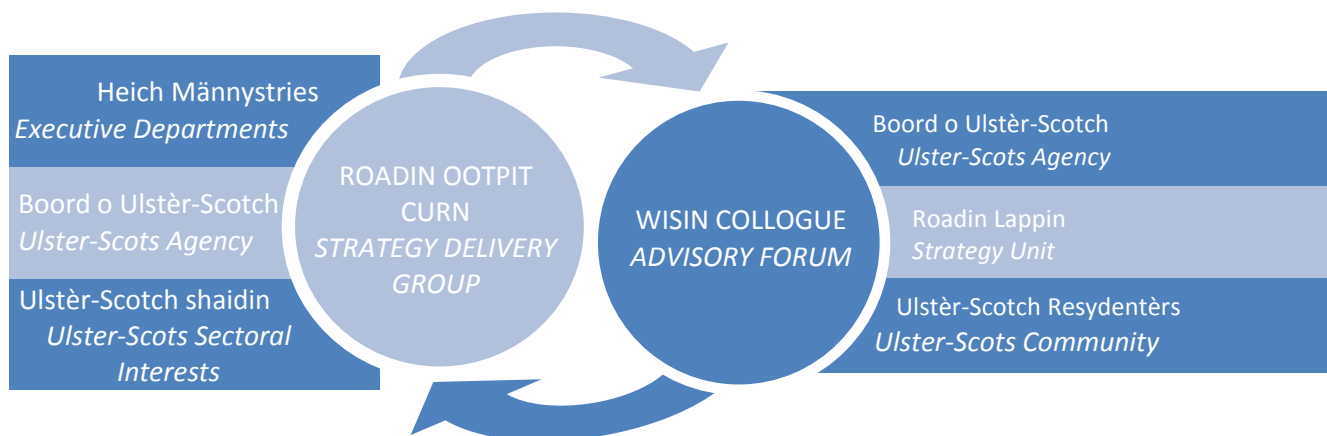 Heich Männystries
Executive Departments
Boord o Ulstèr-Scotch
Ulster-Scots Agency
Ulstèr-Scotch shaidin
Ulster-Scots Sectoral
Interests
ROADIN OOTPIT
CURN
STRATEGY DELIVERY
GROUP
WISIN COLLOGUE
ADVISORY FORUM
Boord o Ulstèr-Scotch
Ulster-Scots Agency
Roadin Lappin
Strategy Unit
Ulstèr-Scotch Resydentèrs
Ulster-Scots Community